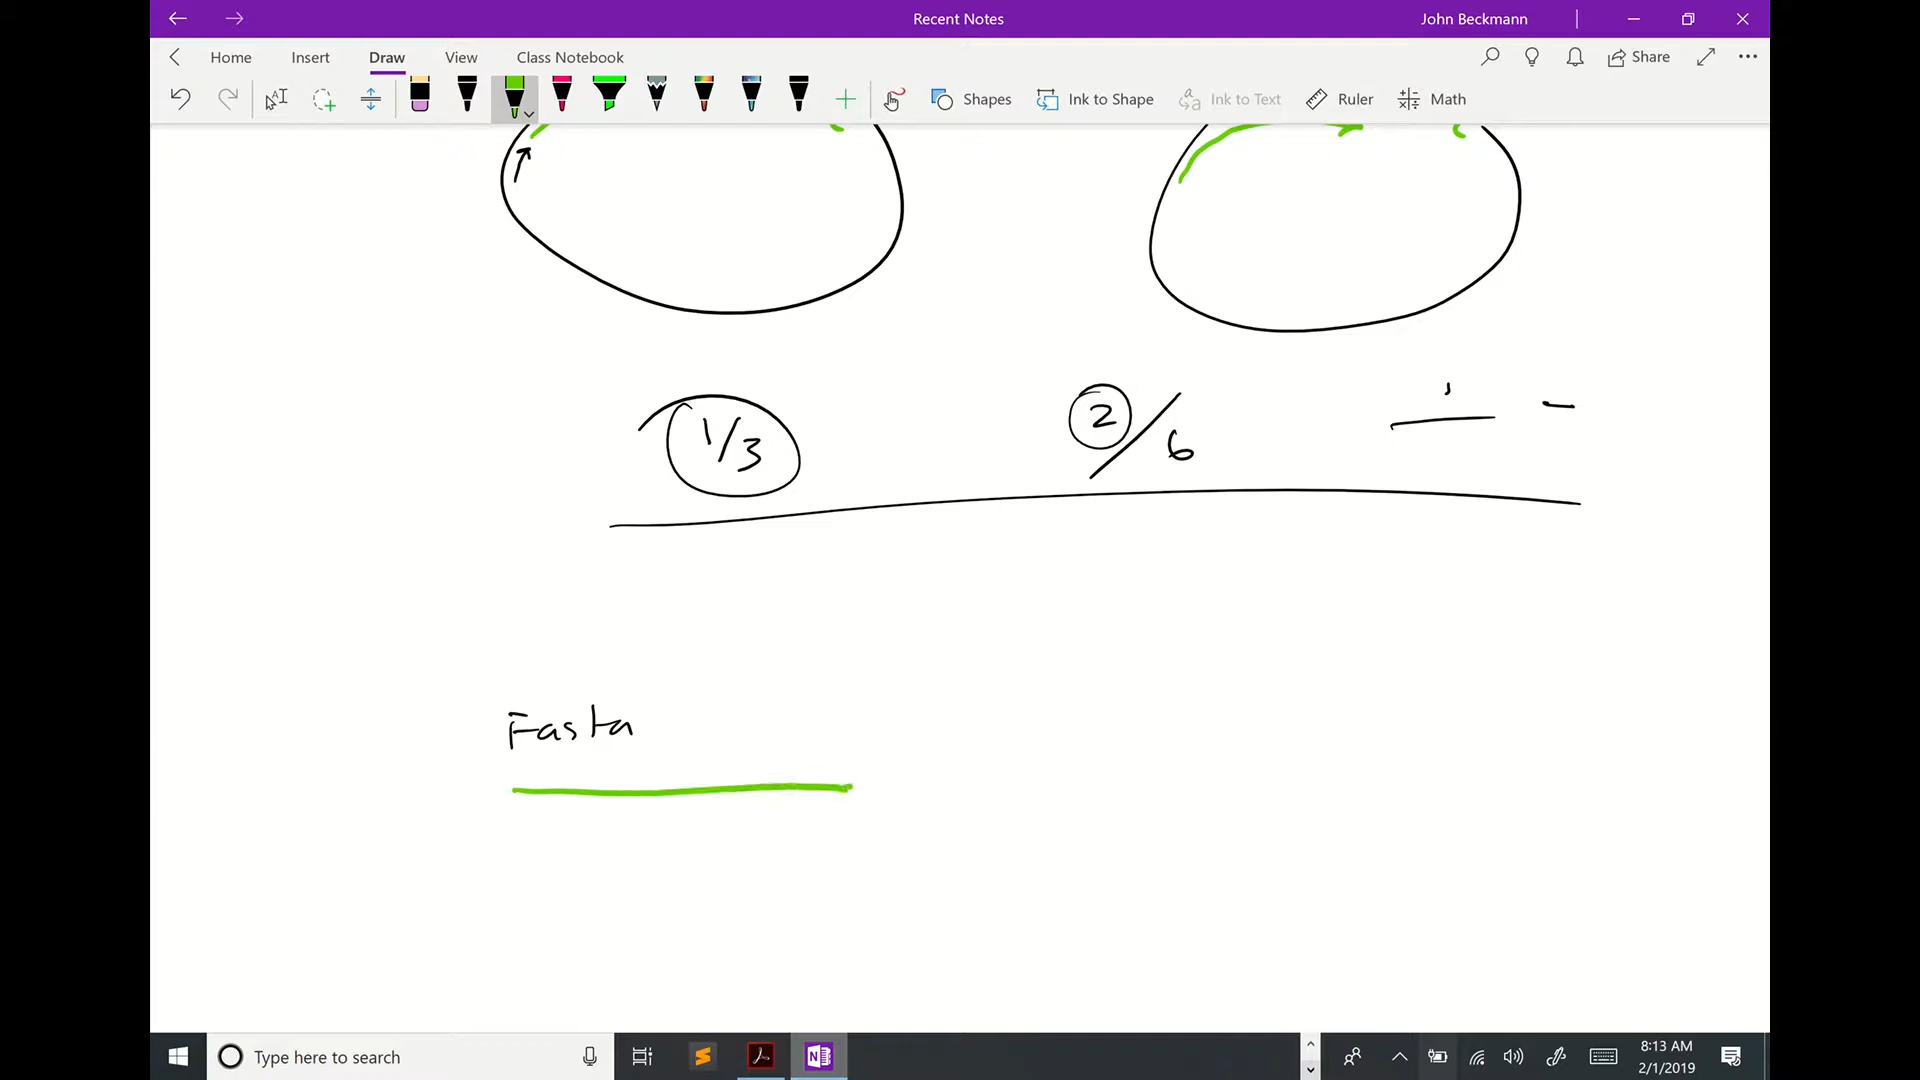 Recent Notes
John Beckmann
Home Insert Draw View Class Notebook
Share
Shapes Ink to Shape Ink to Text Ruler Math
1/3
2/6
Fasta
Type here to search
8:13 AM
2/1/2019